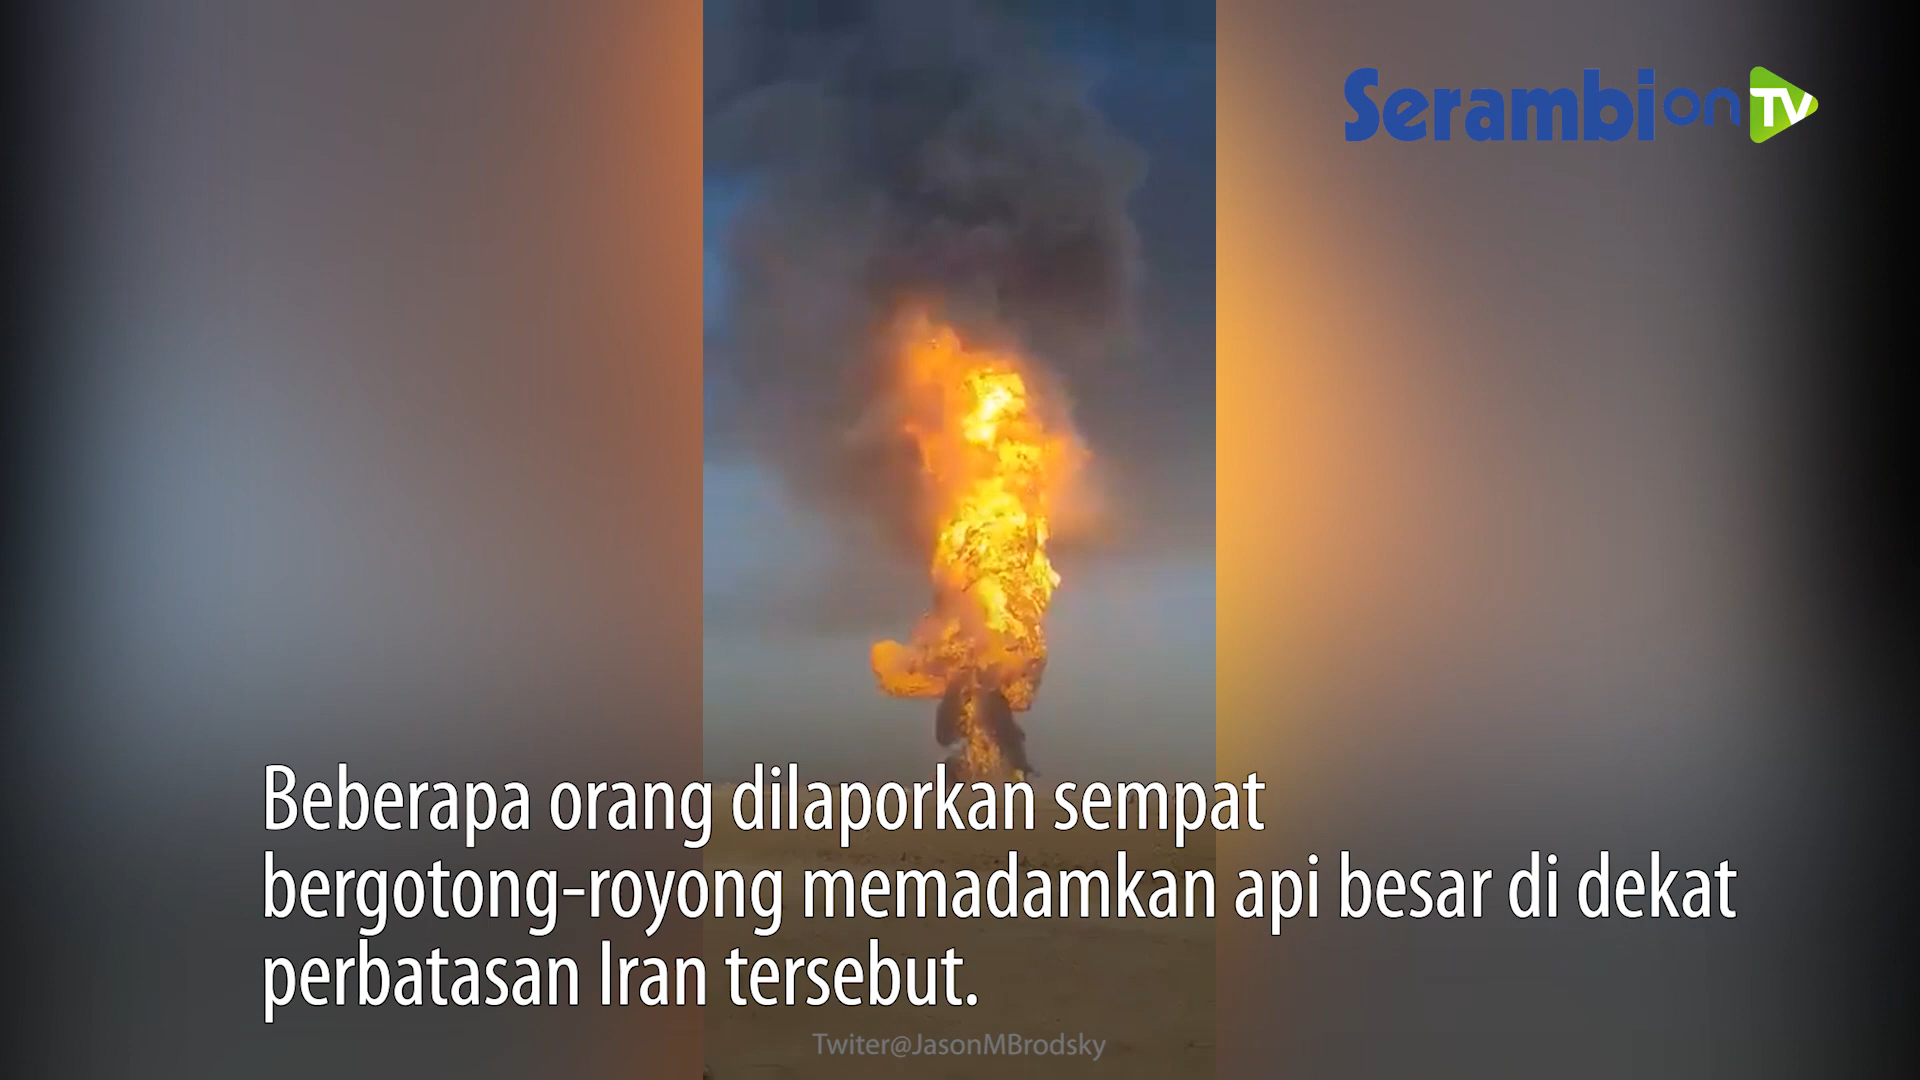 Serambi on TV
Beberapa orang dilaporkan sempat
bergotong-royong memadamkan api besar di dekat
perbatasan Iran tersebut.
Twiter@JasonMBrodsky